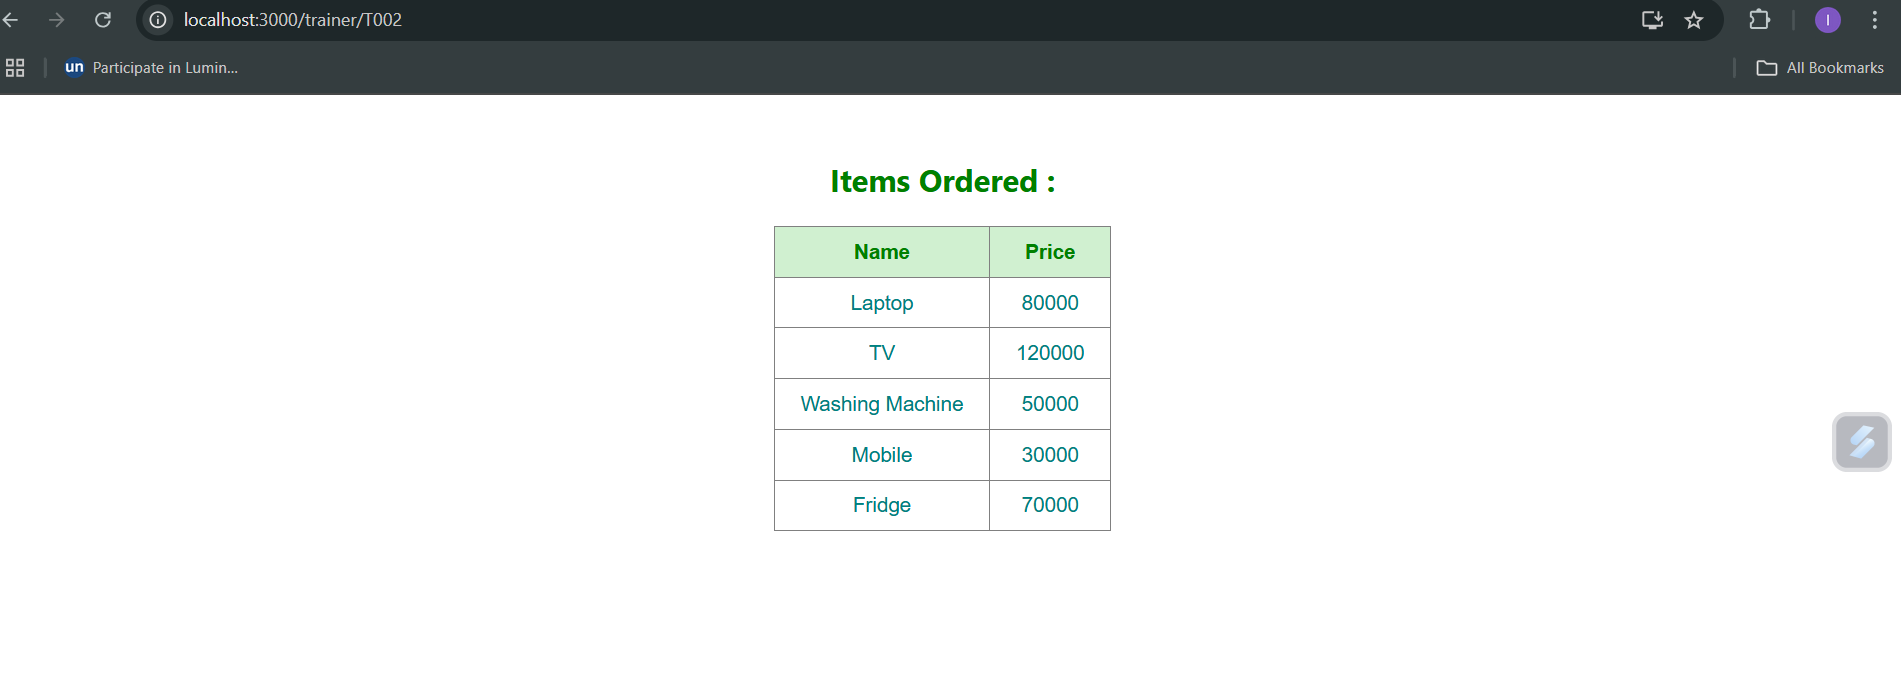 localhost:3000/trainer/T002
I
un Participate in Lumin...
All Bookmarks
Items Ordered :
Name Price
Laptop 80000
TV 120000
Washing Machine 50000
Mobile 30000
Fridge 70000